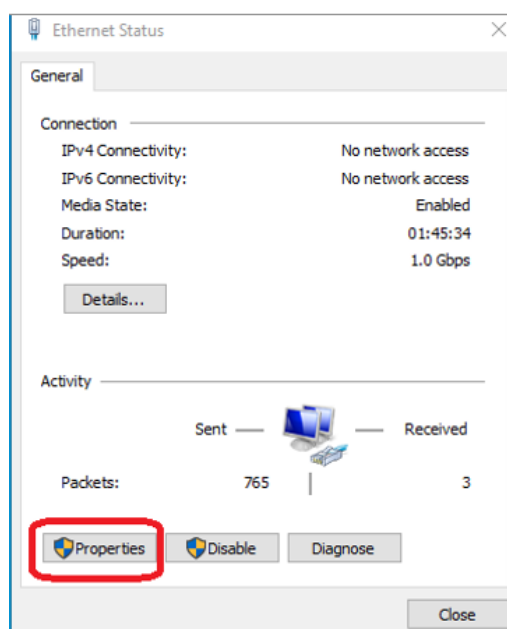 Ethernet Status
General
Connection
IPv4 Connectivity: No network access
IPv6 Connectivity: No network access
Media State: Enabled
Duration: 01:45:34
Speed: 1.0 Gbps
Details...
Activity
Sent Received
Packets: 765 3
Properties Disable Diagnose
Close